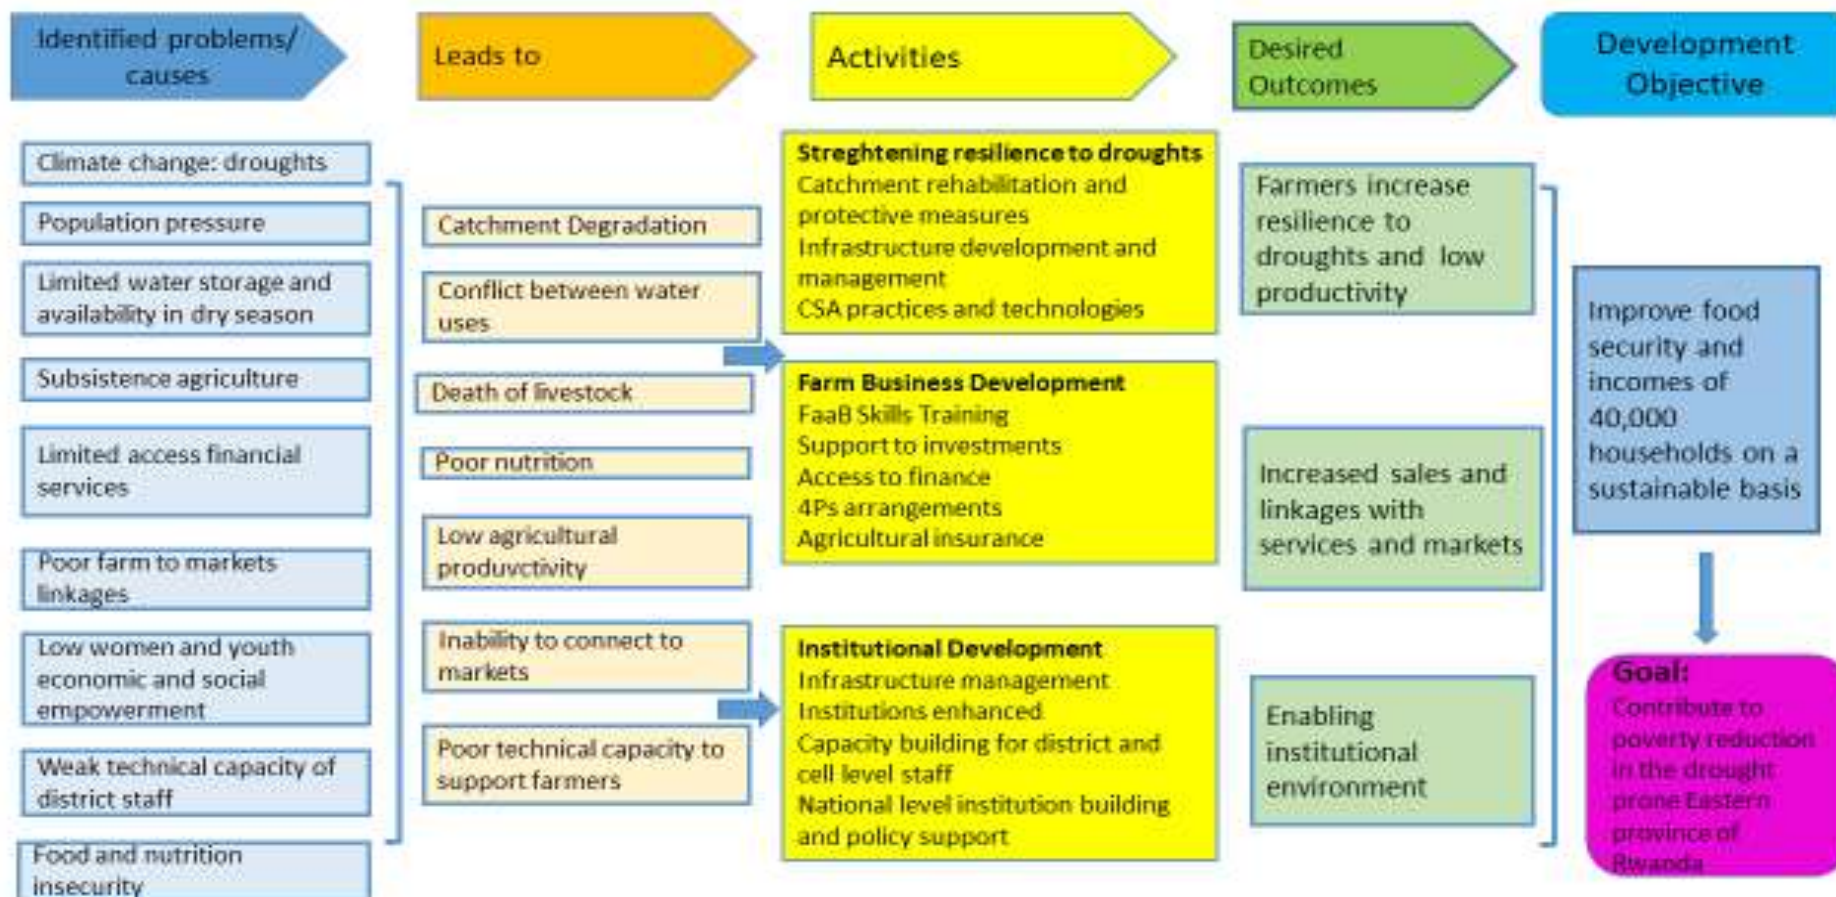 Identified problems/
causes
Leads to
Activities
Desired
Outcomes
Development
Objective
Climate change: droughts
Population pressure
Limited water storage and
availability in dry season
Subsistence agriculture
Limited access financial
services
Poor farm to markets
linkages
Low women and youth
economic and social
empowerment
Weak technical capacity of
district staff
Food and nutrition
insecurity
Catchment Degradation
Conflict between water
uses
Death of livestock
Poor nutrition
Low agricultural
produvctivity
Inability to connect to
markets
Poor technical capacity to
support farmers
Streghtening resilience to droughts
Catchment rehabilitation and
protective measures
Infrastructure development and
management
CSA practices and technologies
Farm Business Development
FaaB Skills Training
Support to investments
Access to finance
4Ps arrangements
Agricultural insurance
Institutional Development
Infrastructure management
Institutions enhanced
Capacity building for district and
cell level staff
National level institution building
and policy support
Farmers increase
resilience to
droughts and low
productivity
Increased sales and
linkages with
services and markets
Enabling
institutional
environment
Improve food
security and
incomes of
40,000
households on a
sustainable basis
Goal:
Contribute to
poverty reduction
in the drought
prone Eastern
province of
Rwanda